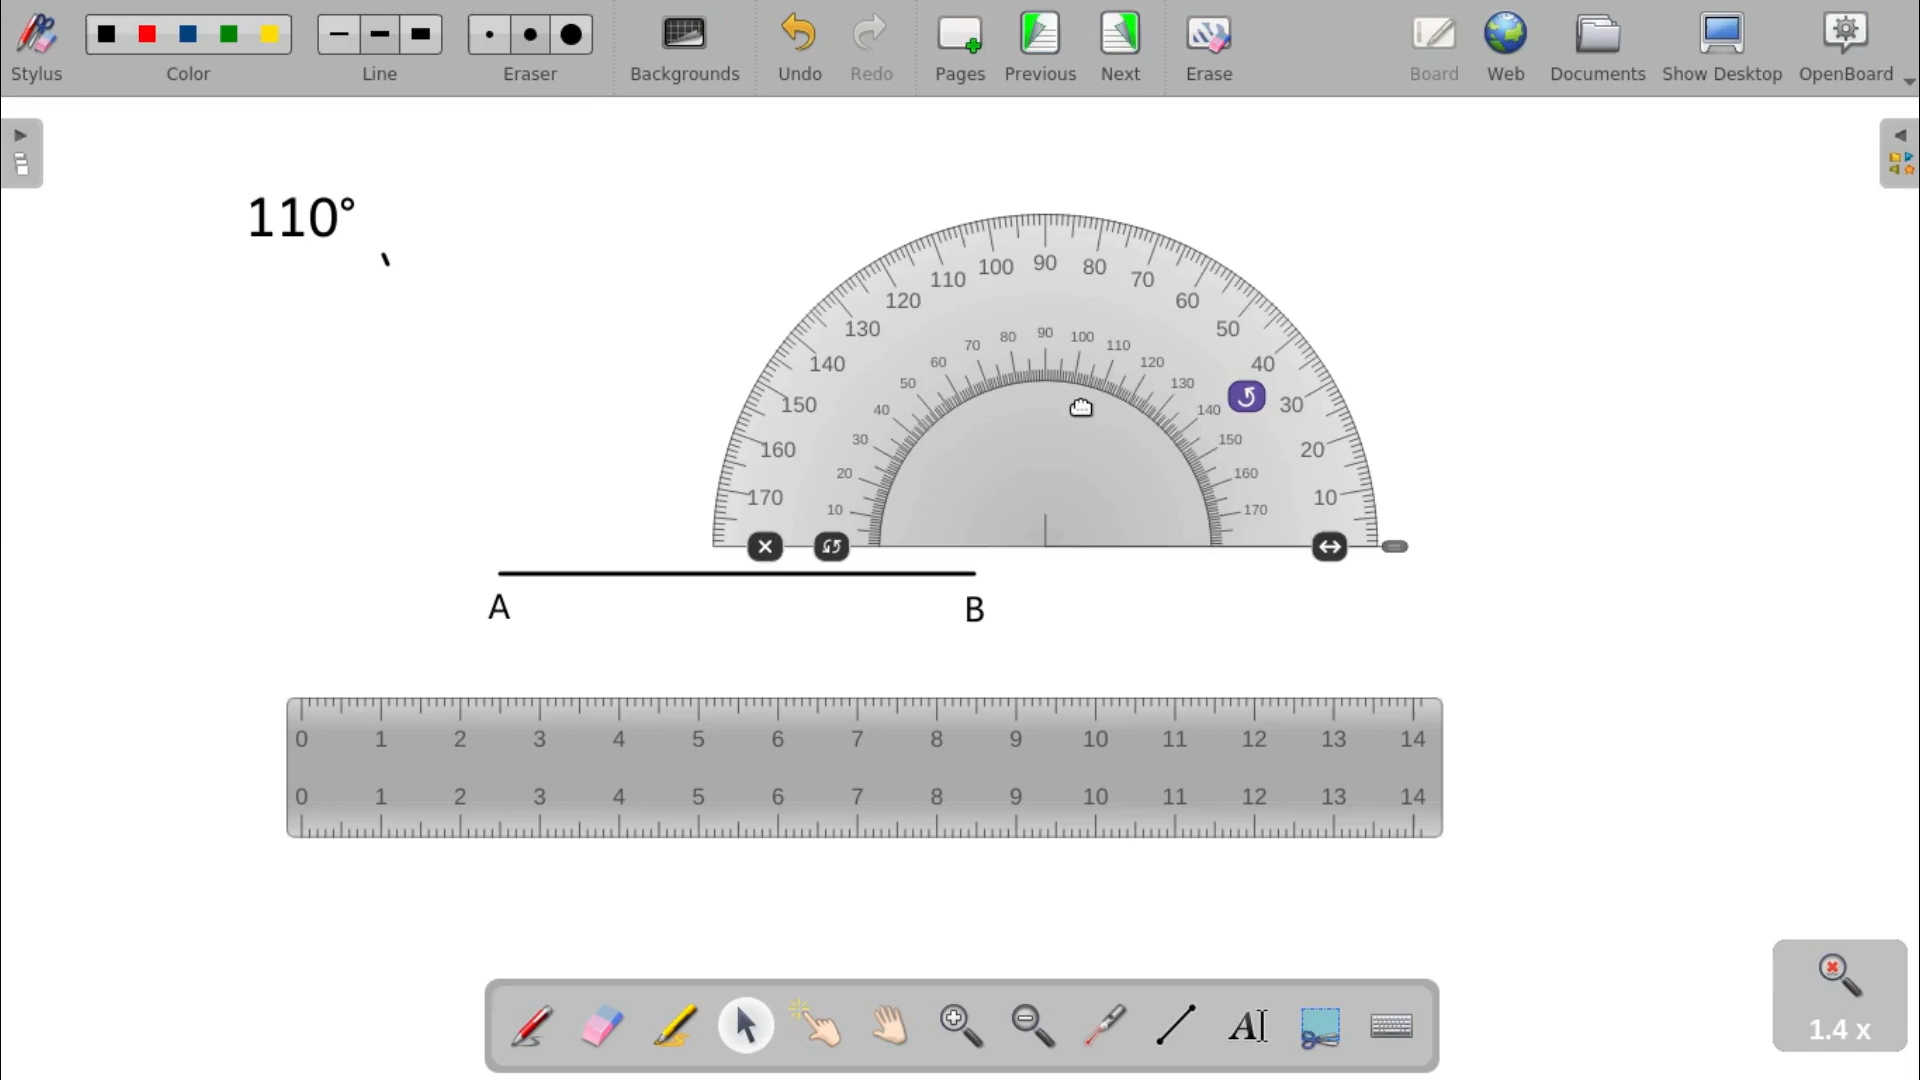 Stylus Color Line Eraser Backgrounds Undo Redo Pages Previous Next Erase Board Web Documents Show Desktop OpenBoard
110°
10 20 30 40 50 60 70 80 90 100 110 120 130 140 150 160 170
10 20 30 40 50 60 70 80 90 100 110 120 130 140 150 160 170
A B
0 1 2 3 4 5 6 7 8 9 10 11 12 13 14
0 1 2 3 4 5 6 7 8 9 10 11 12 13 14
AI
1.4 x